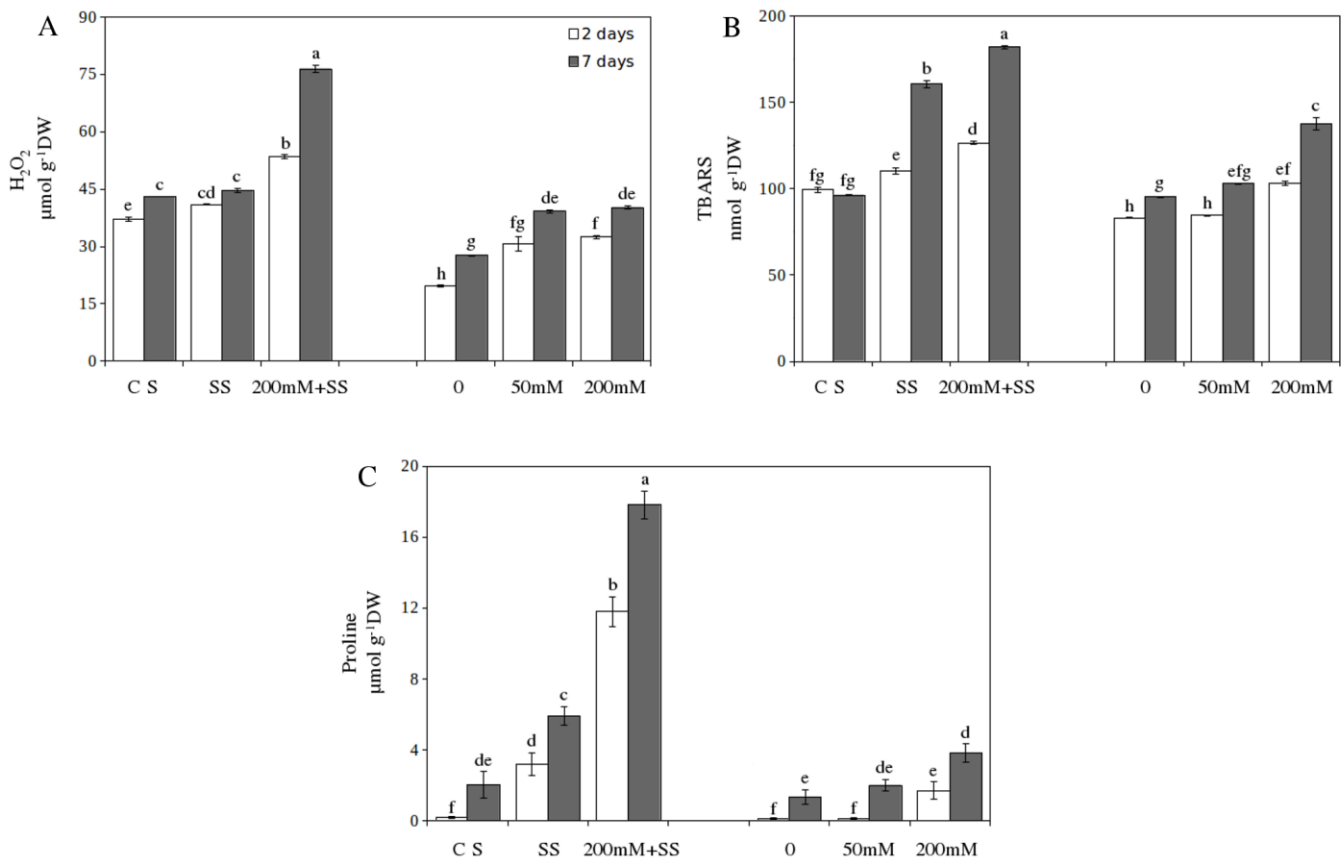 A
H₂O₂
µmol g⁻¹DW
90
75
60
45
30
15
0
2 days
7 days
e
c
cd
c
b
a
h
g
fg
de
f
de
C S
SS
200mM+SS
0
50mM
200mM
B
TBARS
nmol g⁻¹DW
200
150
100
50
0
fg
fg
e
b
d
a
h
g
h
efg
ef
c
C S
SS
200mM+SS
0
50mM
200mM
C
Proline
µmol g⁻¹DW
20
16
12
8
4
0
f
de
d
c
b
a
f
e
f
de
e
d
C S
SS
200mM+SS
0
50mM
200mM